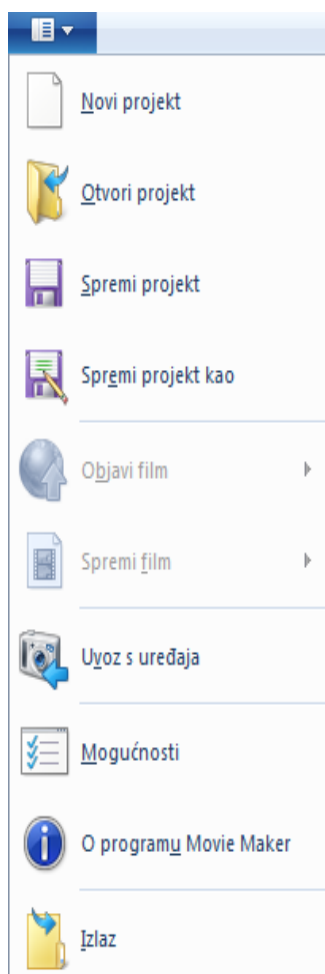 Novi projekt
Otvori projekt
Spremi projekt
Spremi projekt kao
Objavi film
Spremi film
Uvoz s uređaja
Mogućnosti
O programu Movie Maker
Izlaz